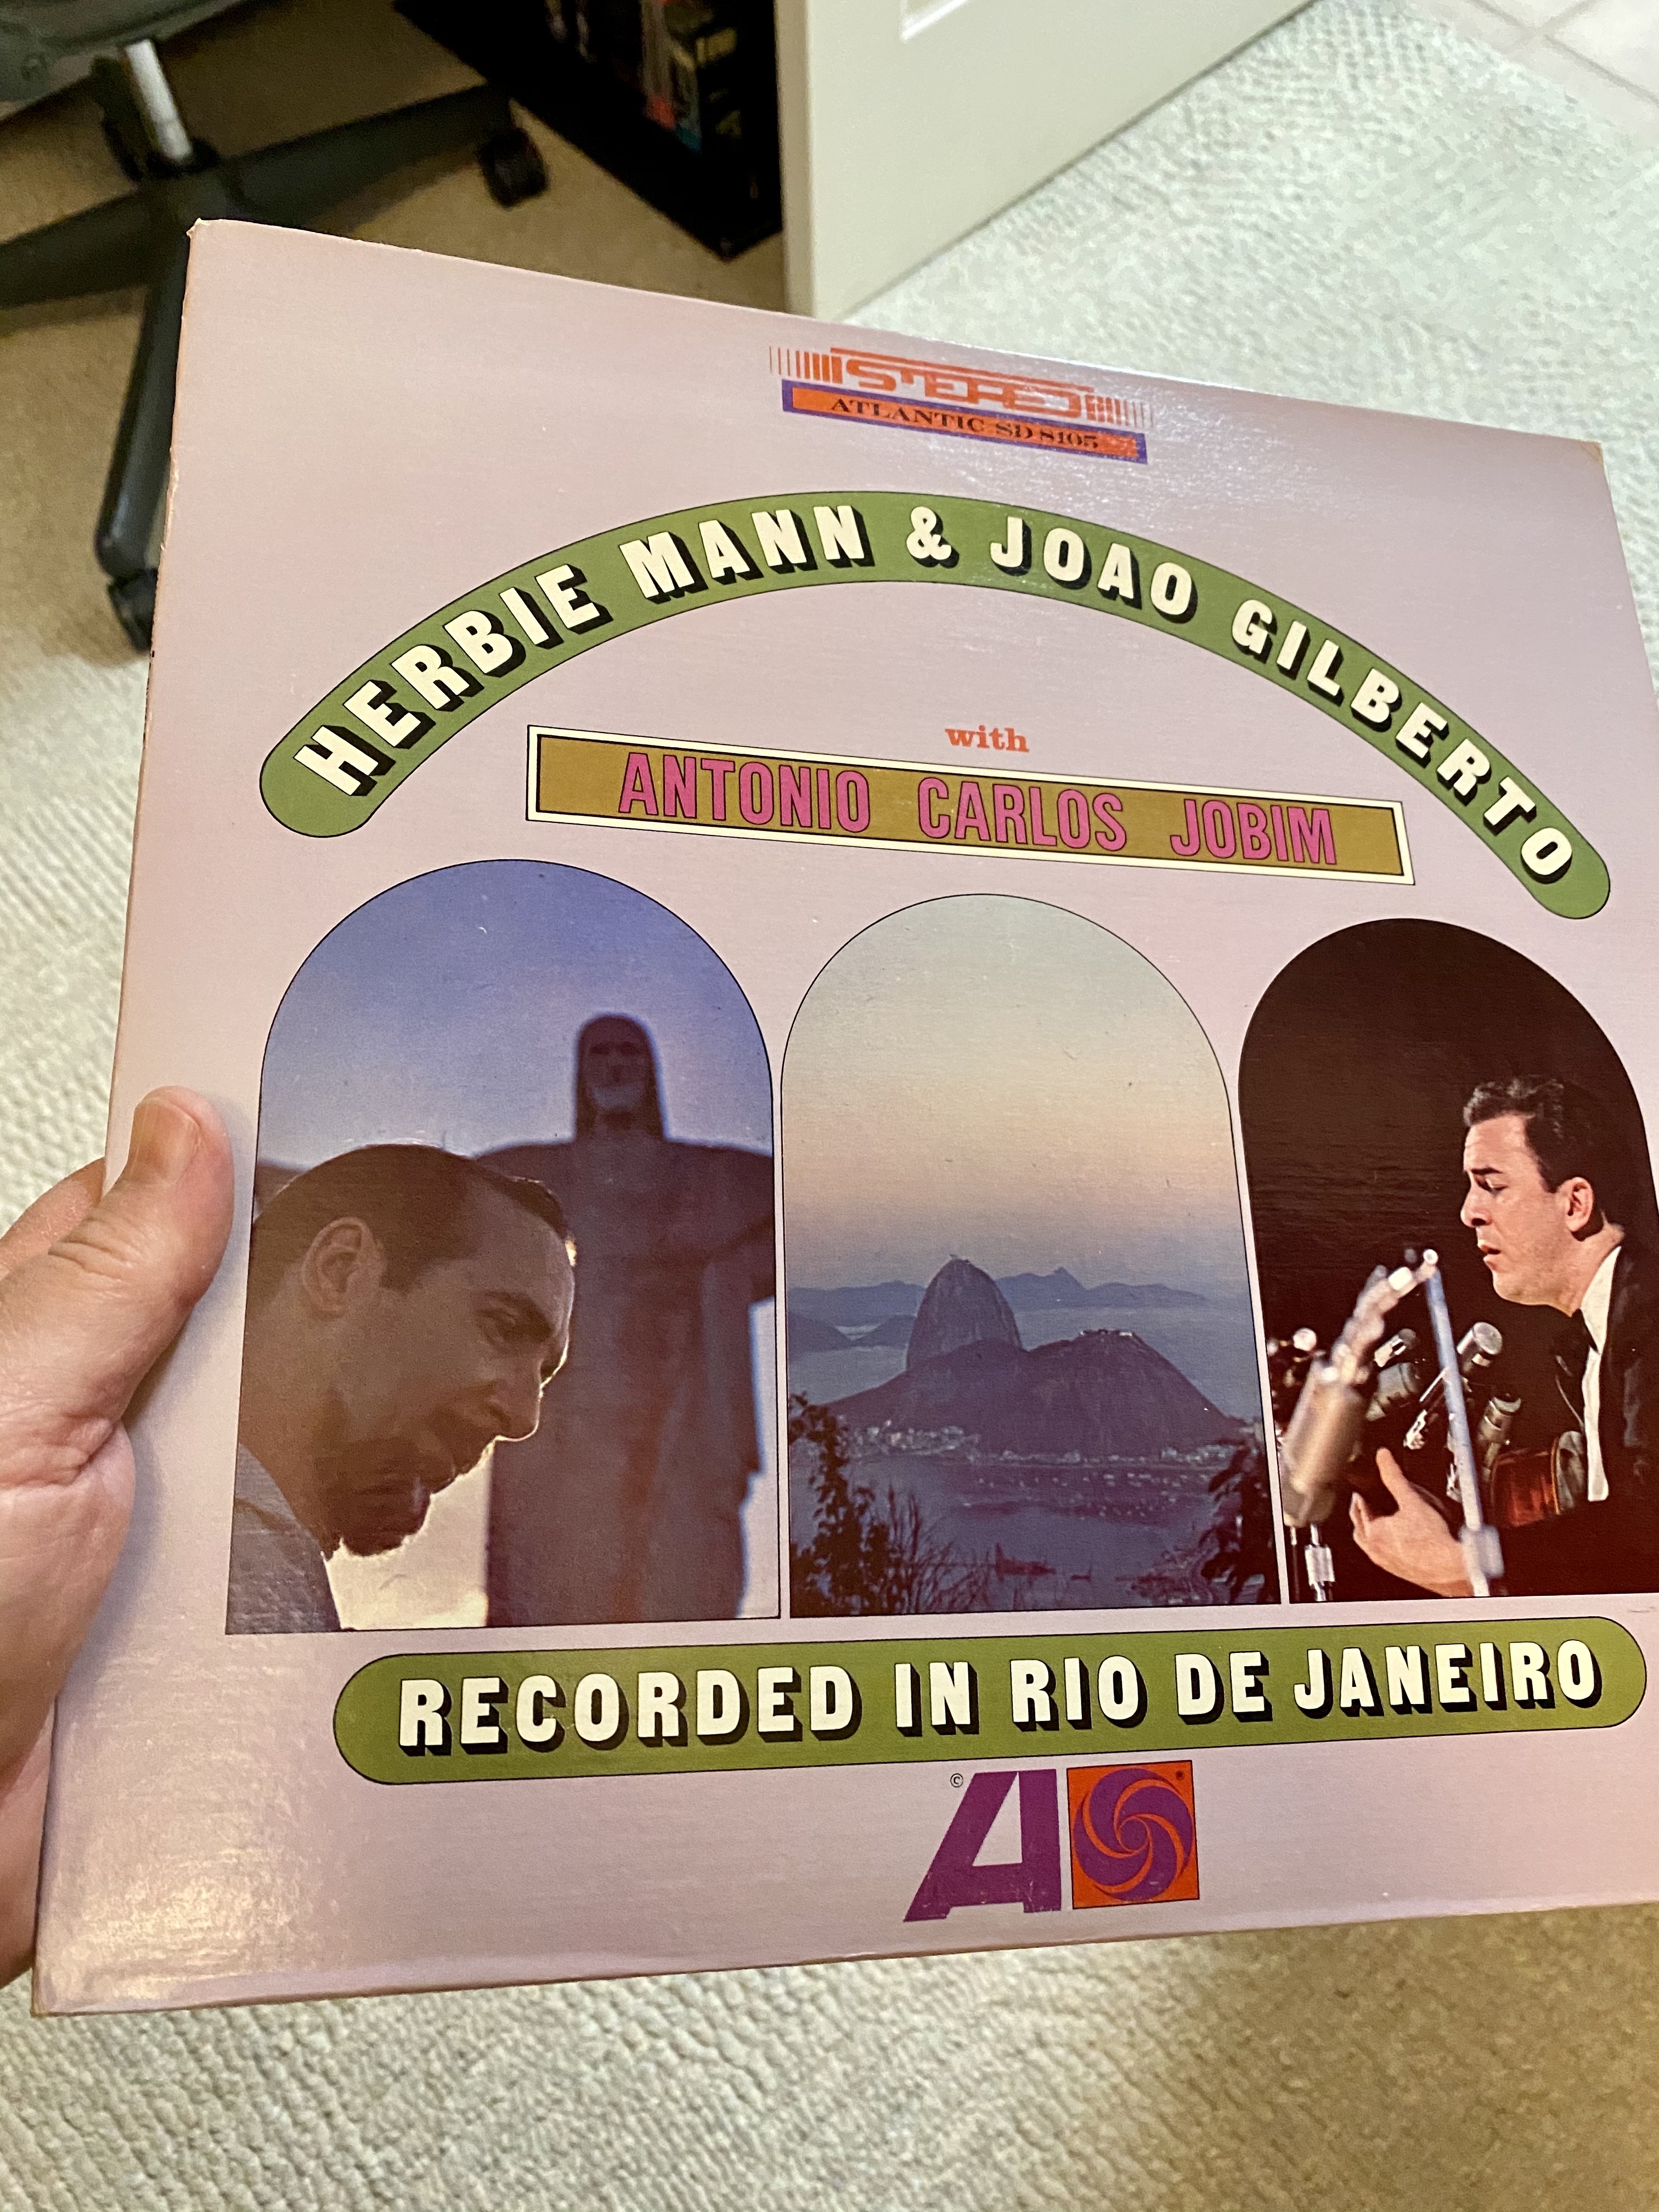 STEREO
ATLANTIC SD 8105
HERBIE MANN & JOAO GILBERTO
with
ANTONIO CARLOS JOBIM
RECORDED IN RIO DE JANEIRO
© A ®